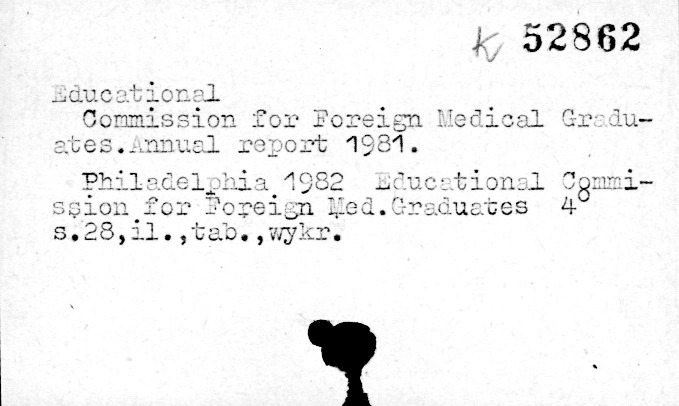 K 52862
Educational
Commission for Foreign Medical Gradu-
ates.Annual report 1981.
Philadelphia 1982 Educational Commi-
ssion for Foreign Med.Graduates 4°
s.28,il.,tab.,wykr.